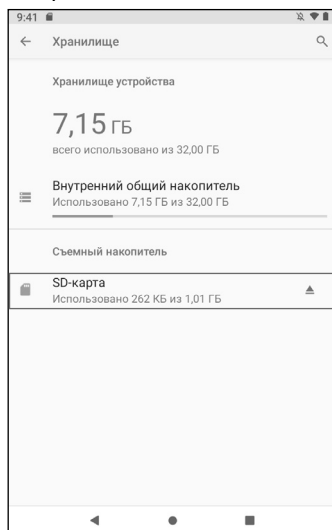 9:41
Хранилище
Хранилище устройства
7,15 ГБ
всего использовано из 32,00 ГБ
Внутренний общий накопитель
Использовано 7,15 ГБ из 32,00 ГБ
Съемный накопитель
SD-карта
Использовано 262 КБ из 1,01 ГБ